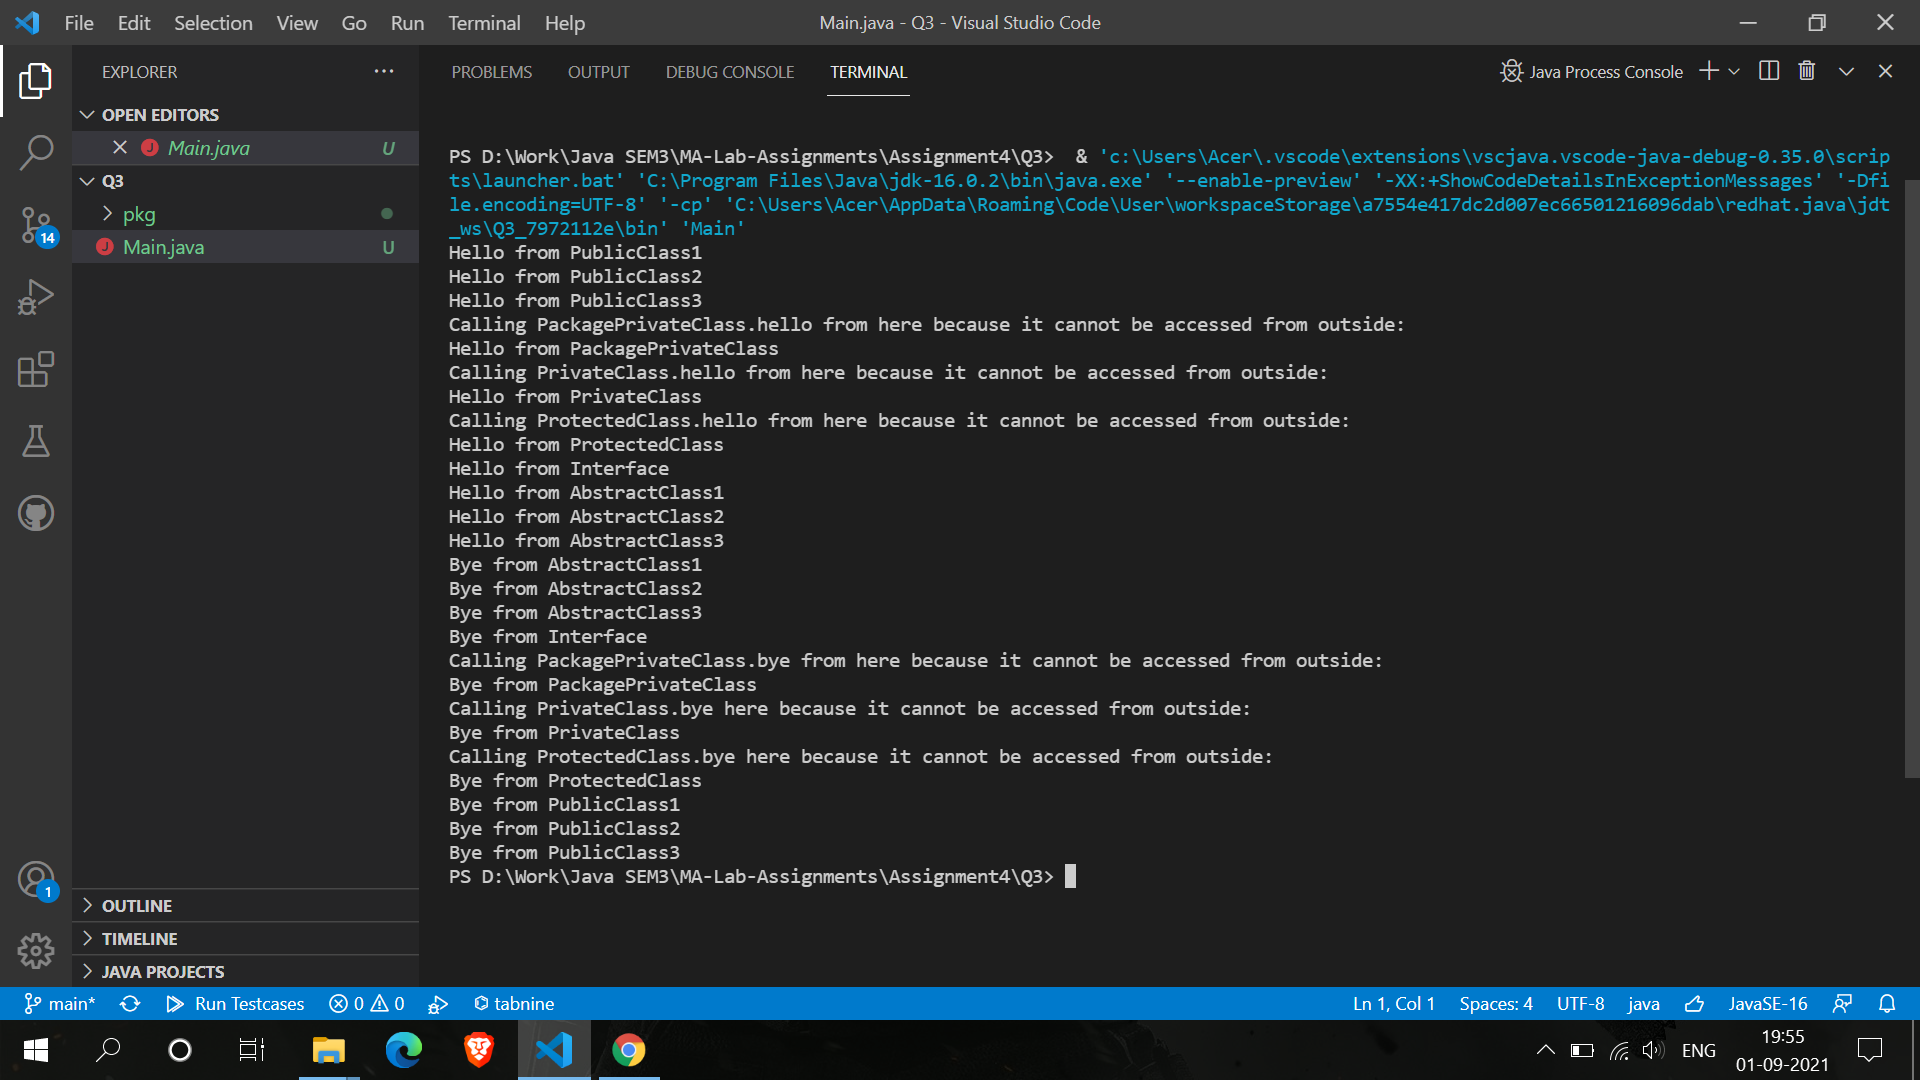 File Edit Selection View Go Run Terminal Help
Main.java - Q3 - Visual Studio Code
EXPLORER
OPEN EDITORS
J Main.java U
Q3
pkg
J Main.java U
14
1
OUTLINE
TIMELINE
JAVA PROJECTS
PROBLEMS OUTPUT DEBUG CONSOLE TERMINAL
Java Process Console
PS D:\Work\Java SEM3\MA-Lab-Assignments\Assignment4\Q3>  & 'c:\Users\Acer\.vscode\extensions\vscjava.vscode-java-debug-0.35.0\scrip
ts\launcher.bat' 'C:\Program Files\Java\jdk-16.0.2\bin\java.exe' '--enable-preview' '-XX:+ShowCodeDetailsInExceptionMessages' '-Dfi
le.encoding=UTF-8' '-cp' 'C:\Users\Acer\AppData\Roaming\Code\User\workspaceStorage\a7554e417dc2d007ec66501216096dab\redhat.java\jdt
_ws\Q3_7972112e\bin' 'Main'
Hello from PublicClass1
Hello from PublicClass2
Hello from PublicClass3
Calling PackagePrivateClass.hello from here because it cannot be accessed from outside:
Hello from PackagePrivateClass
Calling PrivateClass.hello from here because it cannot be accessed from outside:
Hello from PrivateClass
Calling ProtectedClass.hello from here because it cannot be accessed from outside:
Hello from ProtectedClass
Hello from Interface
Hello from AbstractClass1
Hello from AbstractClass2
Hello from AbstractClass3
Bye from AbstractClass1
Bye from AbstractClass2
Bye from AbstractClass3
Bye from Interface
Calling PackagePrivateClass.bye from here because it cannot be accessed from outside:
Bye from PackagePrivateClass
Calling PrivateClass.bye here because it cannot be accessed from outside:
Bye from PrivateClass
Calling ProtectedClass.bye here because it cannot be accessed from outside:
Bye from ProtectedClass
Bye from PublicClass1
Bye from PublicClass2
Bye from PublicClass3
PS D:\Work\Java SEM3\MA-Lab-Assignments\Assignment4\Q3>
main* Run Testcases 0 0 tabnine Ln 1, Col 1 Spaces: 4 UTF-8 java JavaSE-16
ENG
19:55
01-09-2021